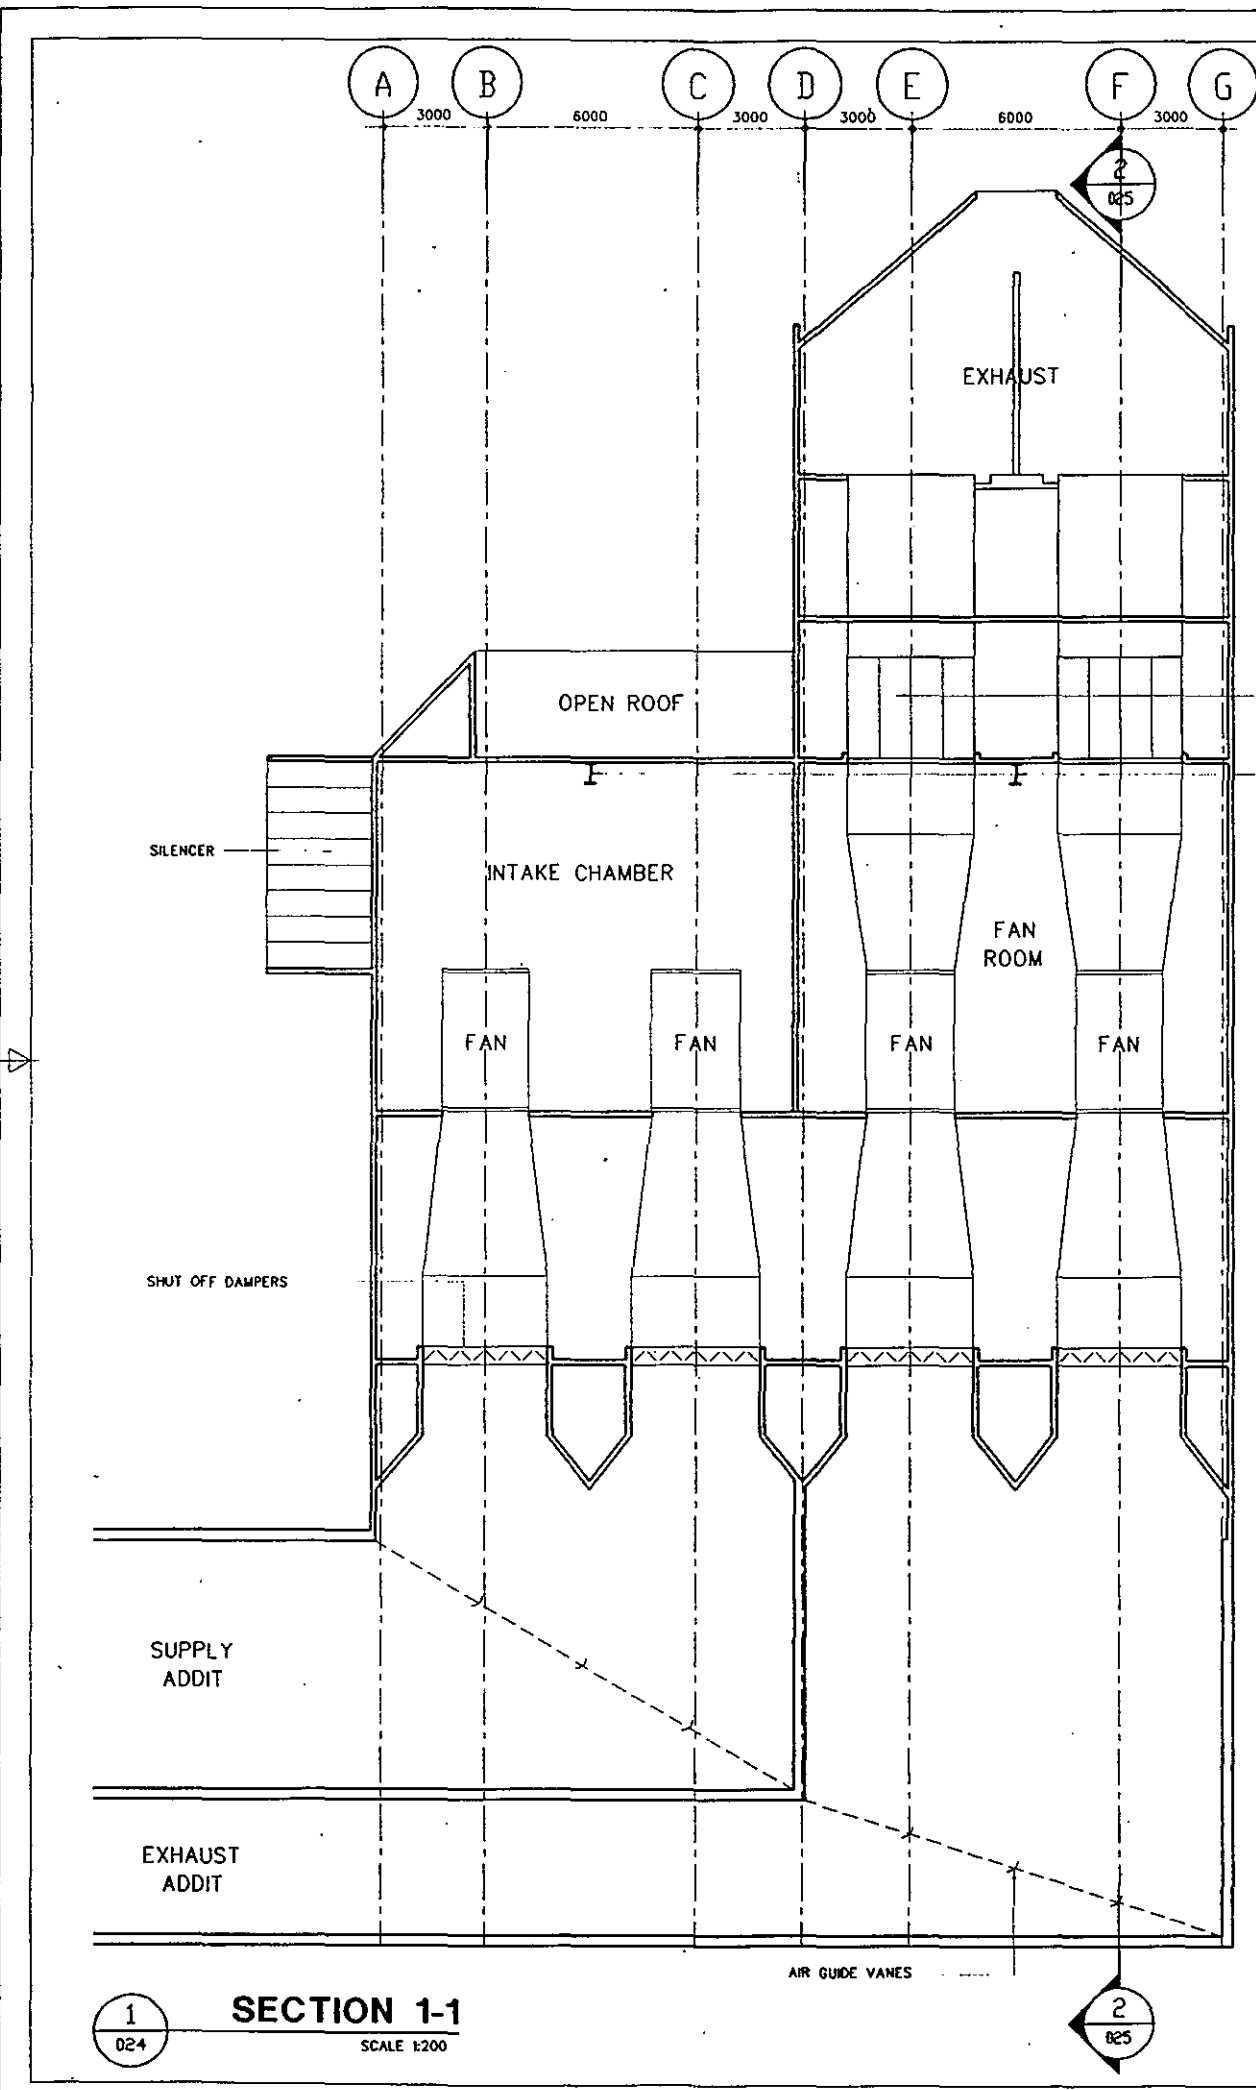 A B C D E F G
3000 6000 3000 3000 6000 3000
2
025
EXHAUST
OPEN ROOF
SILENCER
INTAKE CHAMBER
FAN
ROOM
FAN FAN FAN FAN
SHUT OFF DAMPERS
SUPPLY
ADDIT
EXHAUST
ADDIT
AIR GUIDE VANES
1
024
SECTION 1-1
SCALE 1:200
2
025